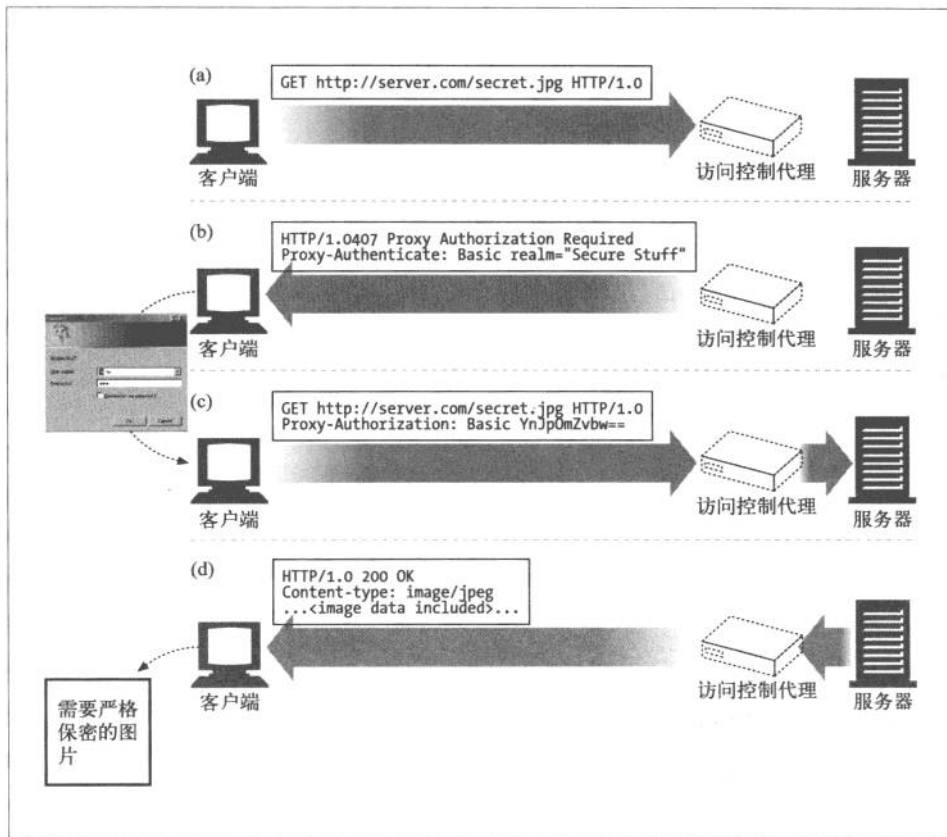 (a)
GET http://server.com/secret.jpg HTTP/1.0
客户端
访问控制代理
服务器
(b)
HTTP/1.0407 Proxy Authorization Required
Proxy-Authenticate: Basic realm="Secure Stuff"
客户端
访问控制代理
服务器
(c)
GET http://server.com/secret.jpg HTTP/1.0
Proxy-Authorization: Basic YnJpOmZvbw==
客户端
访问控制代理
服务器
(d)
HTTP/1.0 200 OK
Content-type: image/jpeg
...<image data included>...
客户端
访问控制代理
服务器
需要严格
保密的图
片